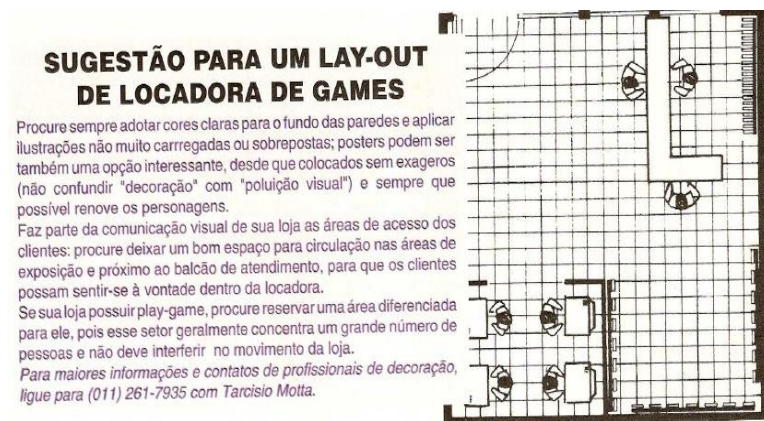 SUGESTÃO PARA UM LAY-OUT
DE LOCADORA DE GAMES
Procure sempre adotar cores claras para o fundo das paredes e aplicar
ilustrações não muito carrregadas ou sobrepostas; posters podem ser
também uma opção interessante, desde que colocados sem exageros
(não confundir "decoração" com "poluição visual") e sempre que
possível renove os personagens.
Faz parte da comunicação visual de sua loja as áreas de acesso dos
clientes: procure deixar um bom espaço para circulação nas áreas de
exposição e próximo ao balcão de atendimento, para que os clientes
possam sentir-se à vontade dentro da locadora.
Se sua loja possuir play-game, procure reservar uma área diferenciada
para ele, pois esse setor geralmente concentra um grande número de
pessoas e não deve interferir no movimento da loja.
Para maiores informações e contatos de profissionais de decoração,
ligue para (011) 261-7935 com Tarcisio Motta.